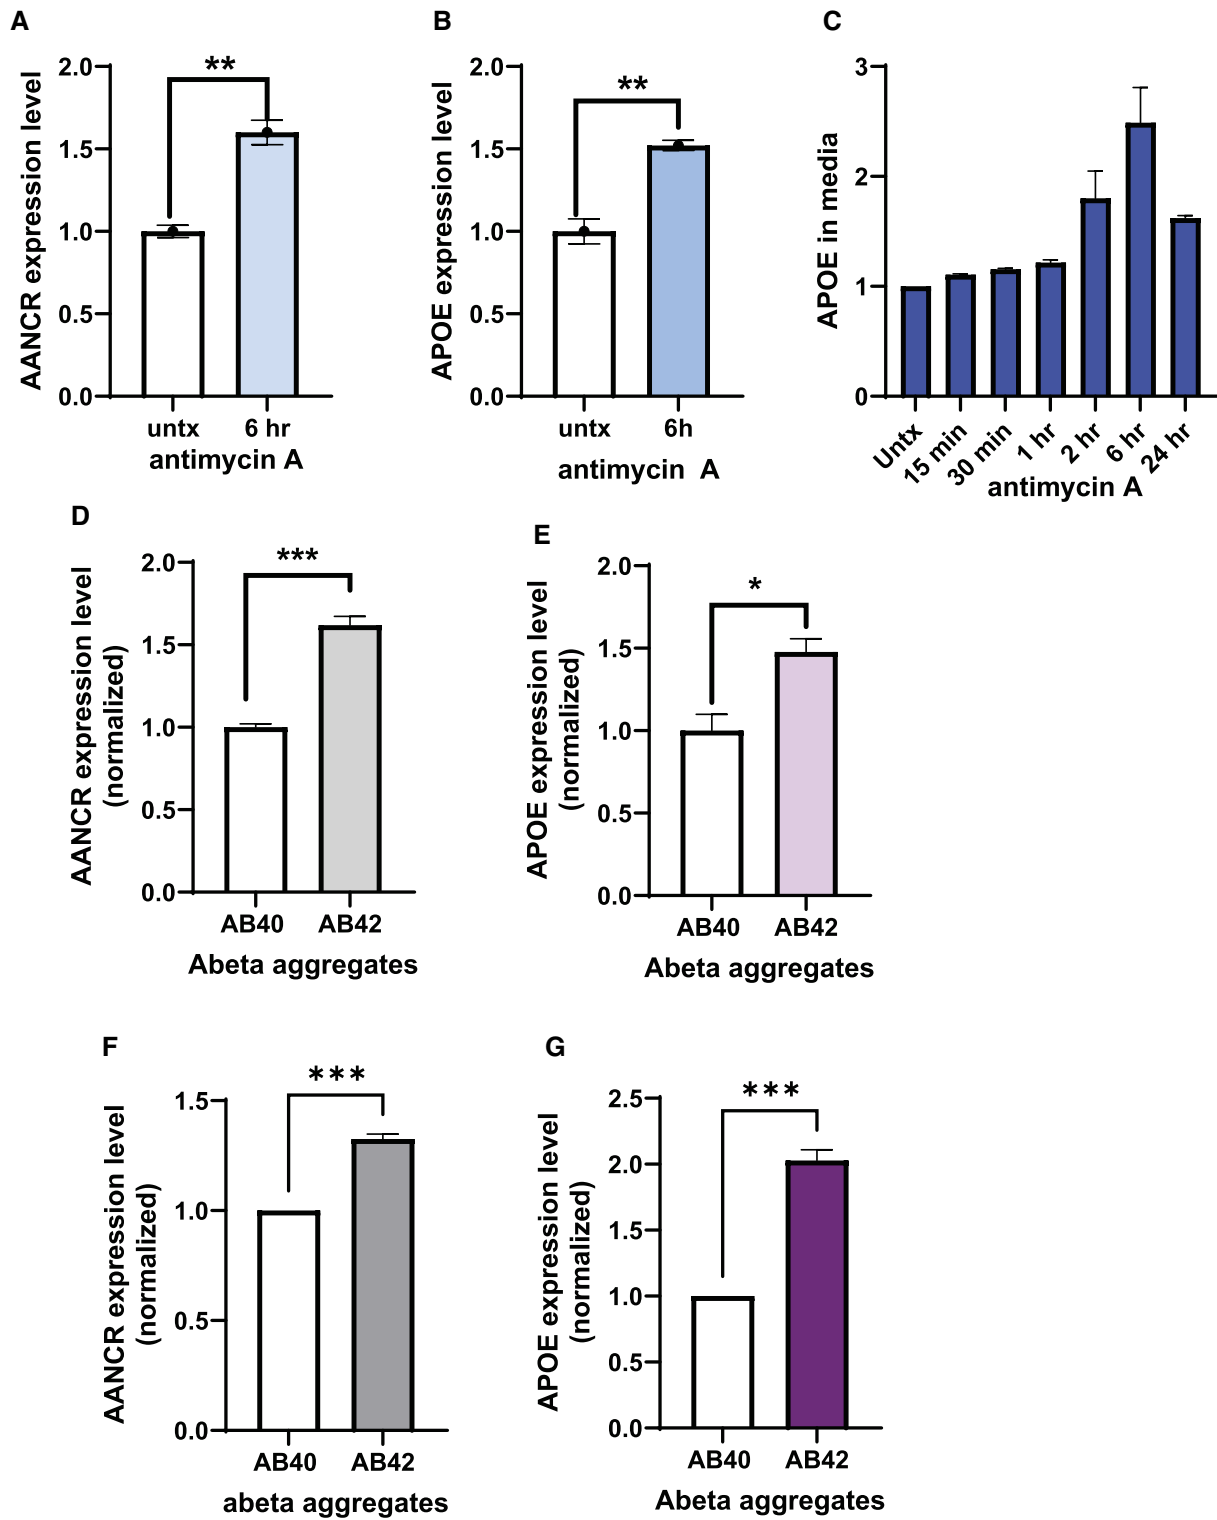 A
AANCR expression level
2.0
1.5
1.0
0.5
0.0
**
untx
6 hr
antimycin A
B
APOE expression level
2.0
1.5
1.0
0.5
0.0
**
untx
6h
antimycin A
C
APOE in media
3
2
1
0
Untx
15 min
30 min
1 hr
2 hr
6 hr
24 hr
antimycin A
D
AANCR expression level
(normalized)
2.0
1.5
1.0
0.5
0.0
***
AB40
AB42
Abeta aggregates
E
APOE expression level
(normalized)
2.0
1.5
1.0
0.5
0.0
*
AB40
AB42
Abeta aggregates
F
AANCR expression level
(normalized)
1.5
1.0
0.5
0.0
***
AB40
AB42
abeta aggregates
G
APOE expression level
(normalized)
2.5
2.0
1.5
1.0
0.5
0.0
***
AB40
AB42
Abeta aggregates